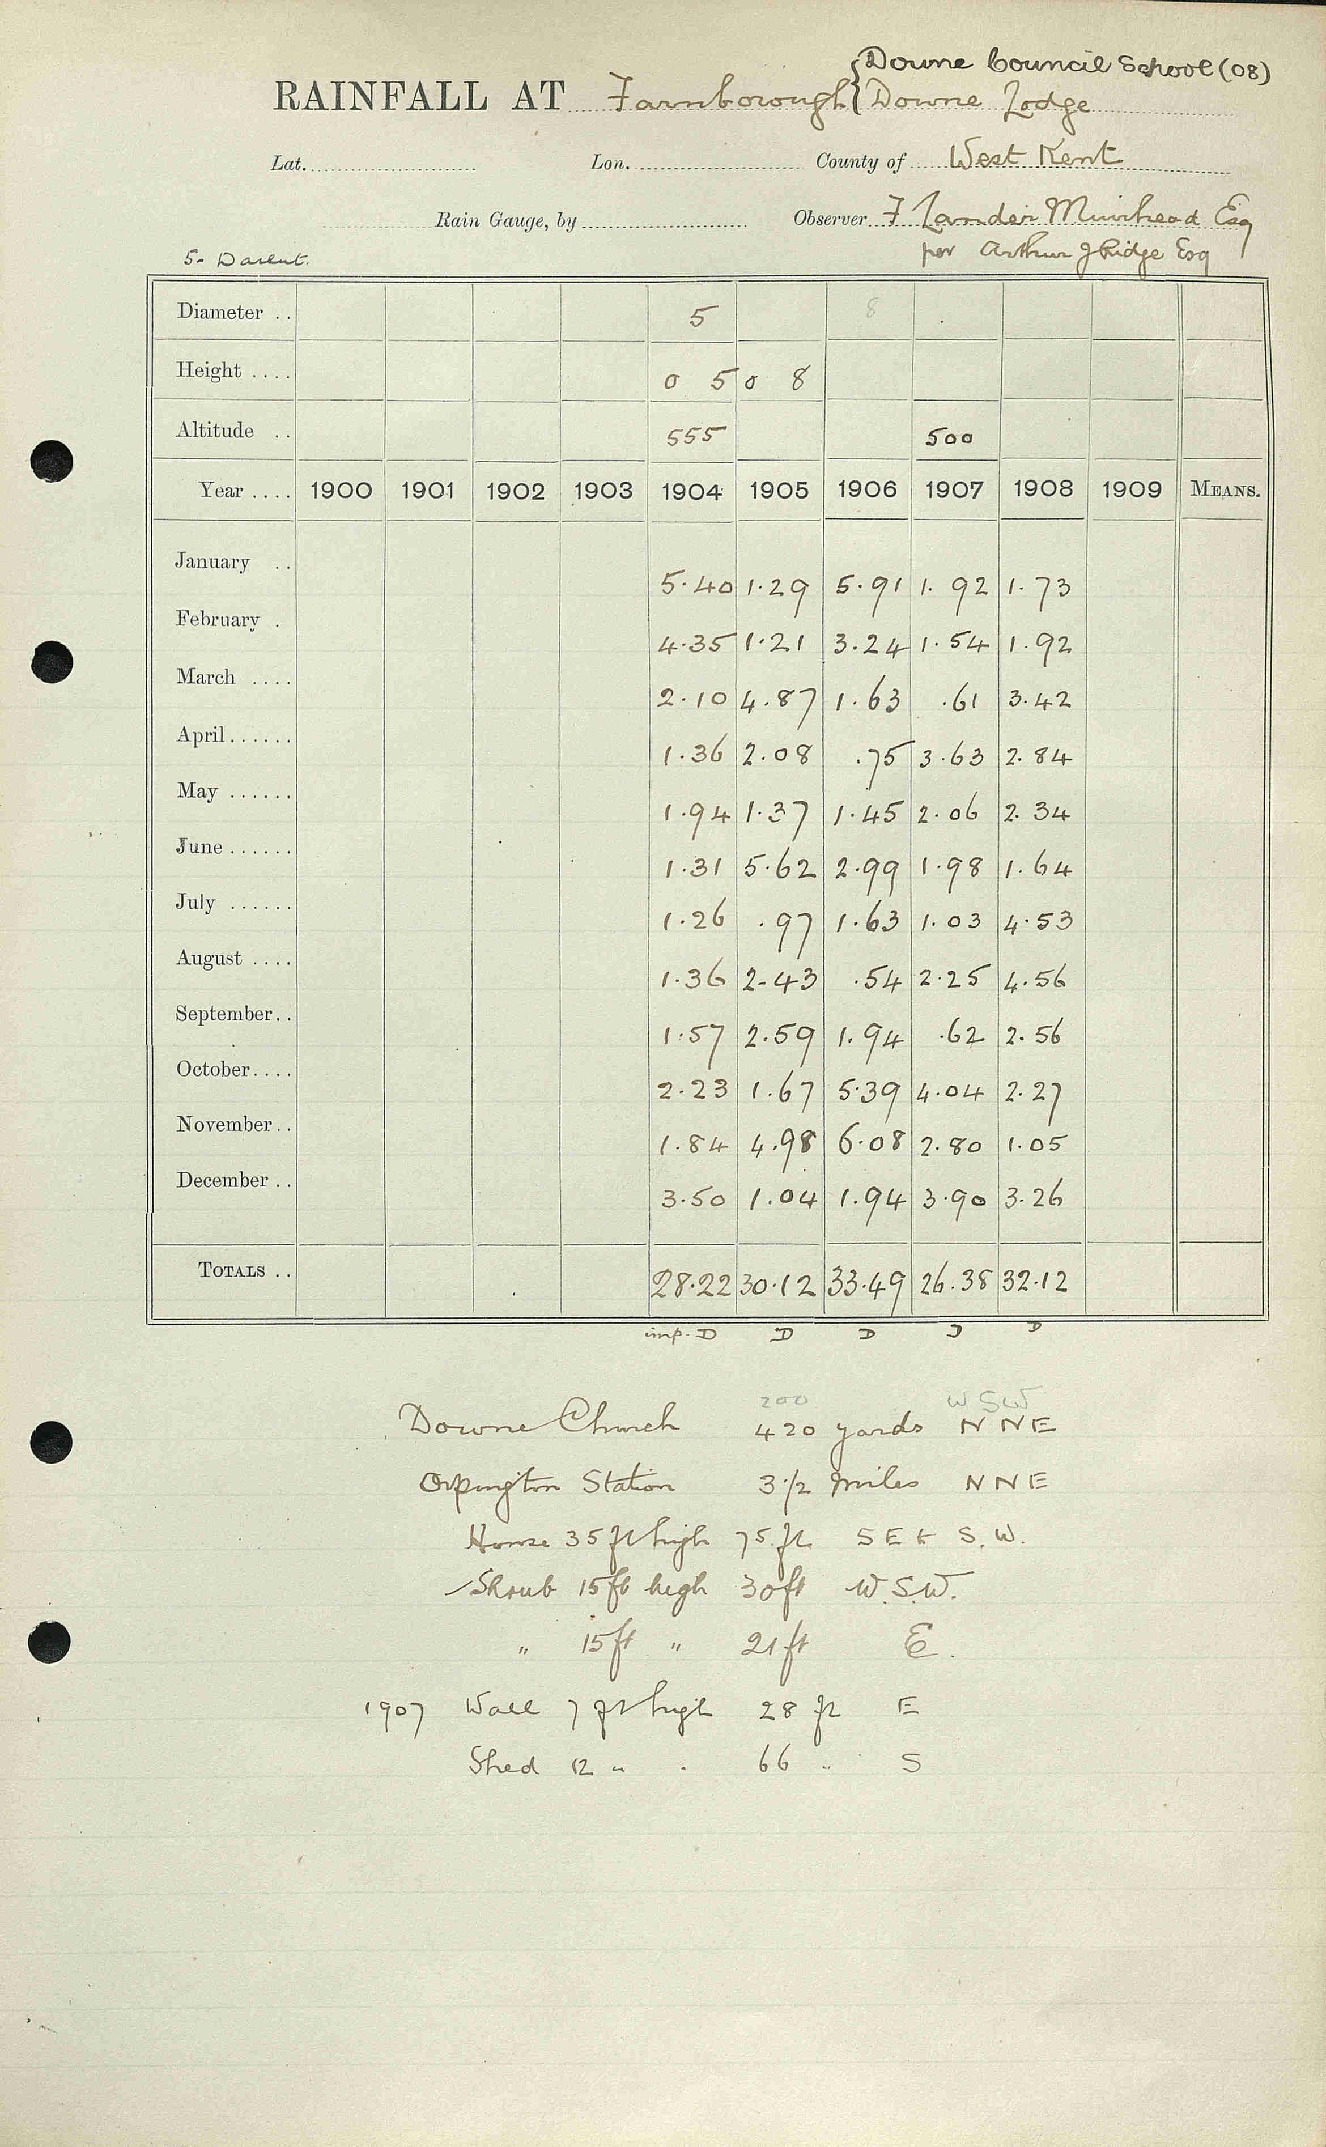 Downe Council School (08)
RAINFALL AT Farnborough { Downe Lodge
Lat. Lon. County of West Kent
Rain Gauge, by Observer F Lander Muirhead Esq
5. Darent. per Arthur J Ridge Esq
Diameter .. 5 8
Height .... 0 5 0 8
Altitude .. 555 500
Year .... 1900 1901 1902 1903 1904 1905 1906 1907 1908 1909 MEANS.
January .. 5.40 1.29 5.91 1.92 1.73
February . 4.35 1.21 3.24 1.54 1.92
March .... 2.10 4.87 1.63 .61 3.42
April...... 1.36 2.08 .75 3.63 2.84
May ...... 1.94 1.37 1.45 2.06 2.34
June ...... 1.31 5.62 2.99 1.98 1.64
July ...... 1.26 .97 1.63 1.03 4.53
August .... 1.36 2.43 .54 2.25 4.56
September.. 1.57 2.59 1.94 .62 2.56
October.... 2.23 1.67 5.39 4.04 2.27
November.. 1.84 4.98 6.08 2.80 1.05
December .. 3.50 1.04 1.94 3.90 3.26
TOTALS .. 28.22 30.12 33.49 26.38 32.12
imp. D D D D D
200 WSW
Downe Church 420 yards NNE
Orpington Station 3 1/2 miles NNE
House 35 ft high 75 ft SE & S.W.
Shrub 15ft high 30ft W.S.W.
" 15ft " 21 ft E.
1907 Wall 7 ft high 28 ft E
Shed 12 " . 66 " S